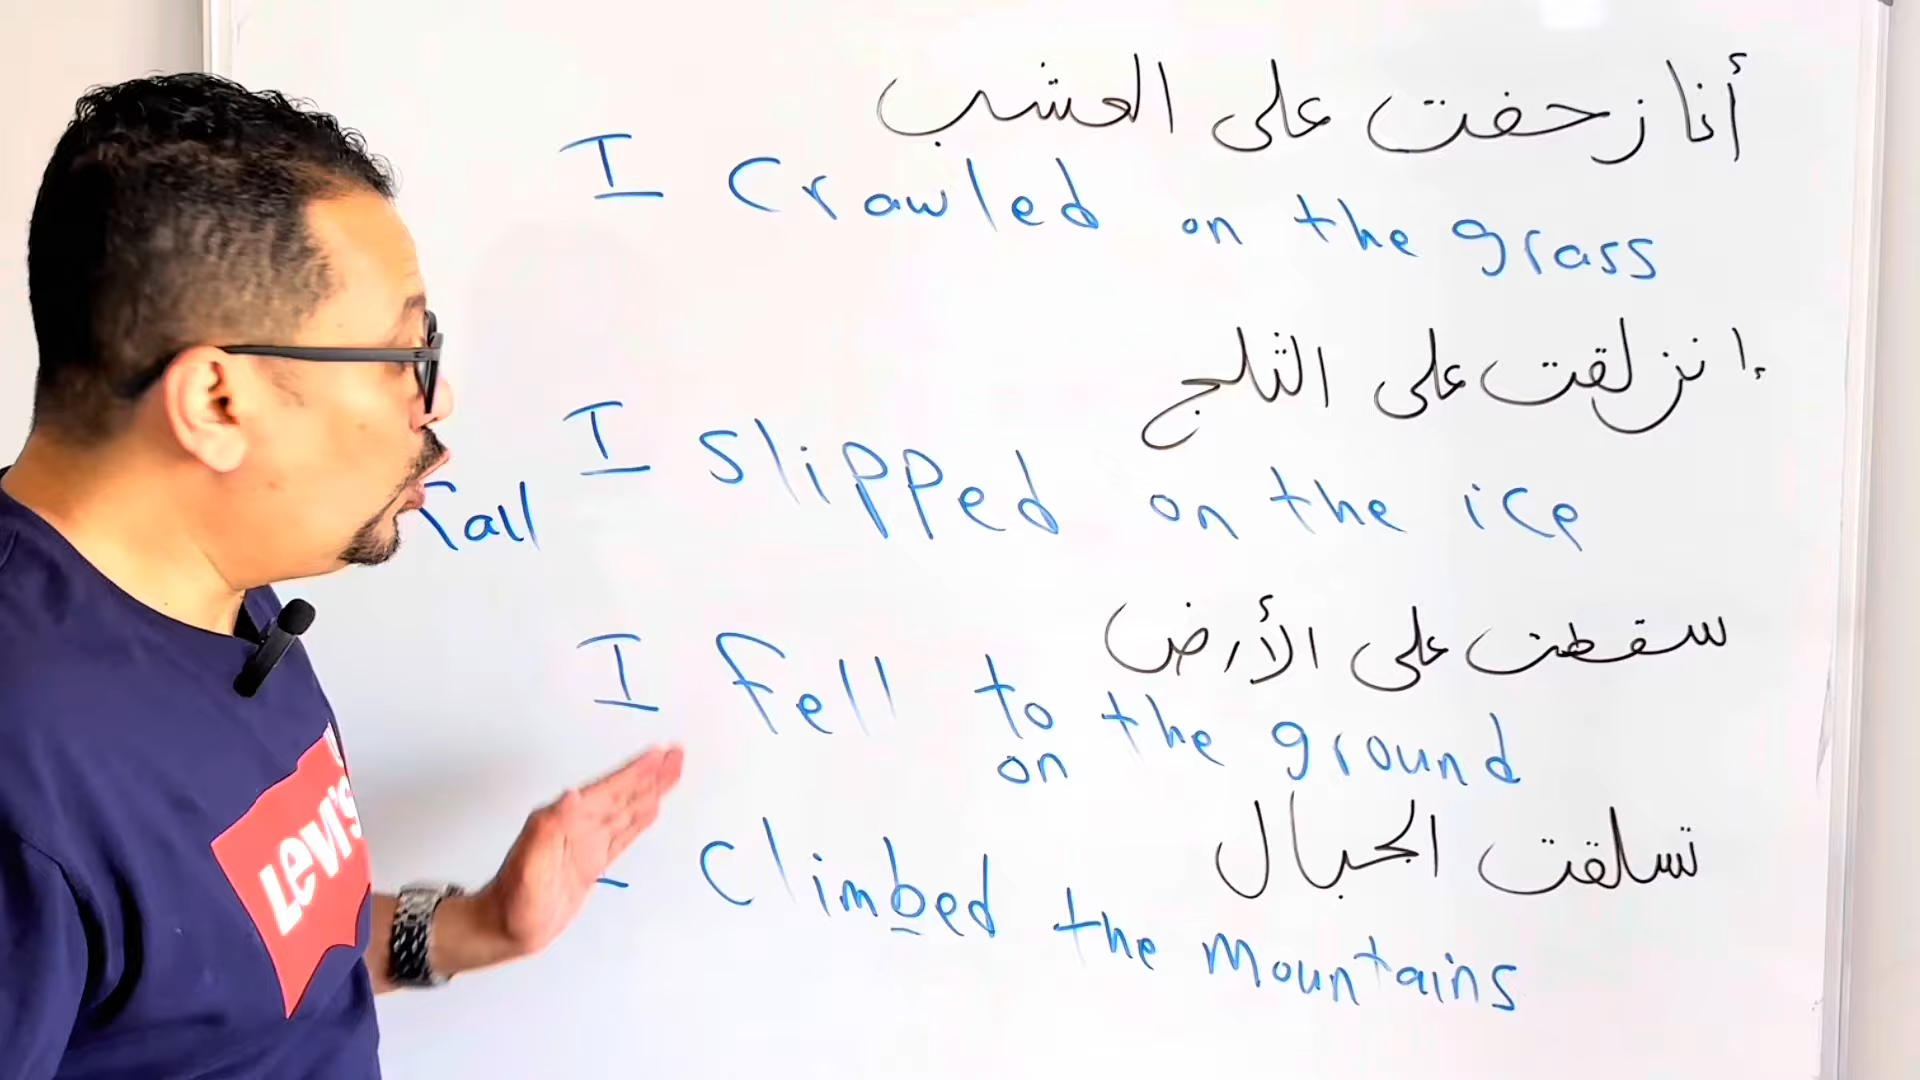 أنا زحفت على العشب
I crawled on the grass
إنزلقت على الثلج
I slipped on the ice
fall
سقطت على الأرض
I fell to the ground
on
تسلقت الجبال
I climbed the mountains
LEVI'S